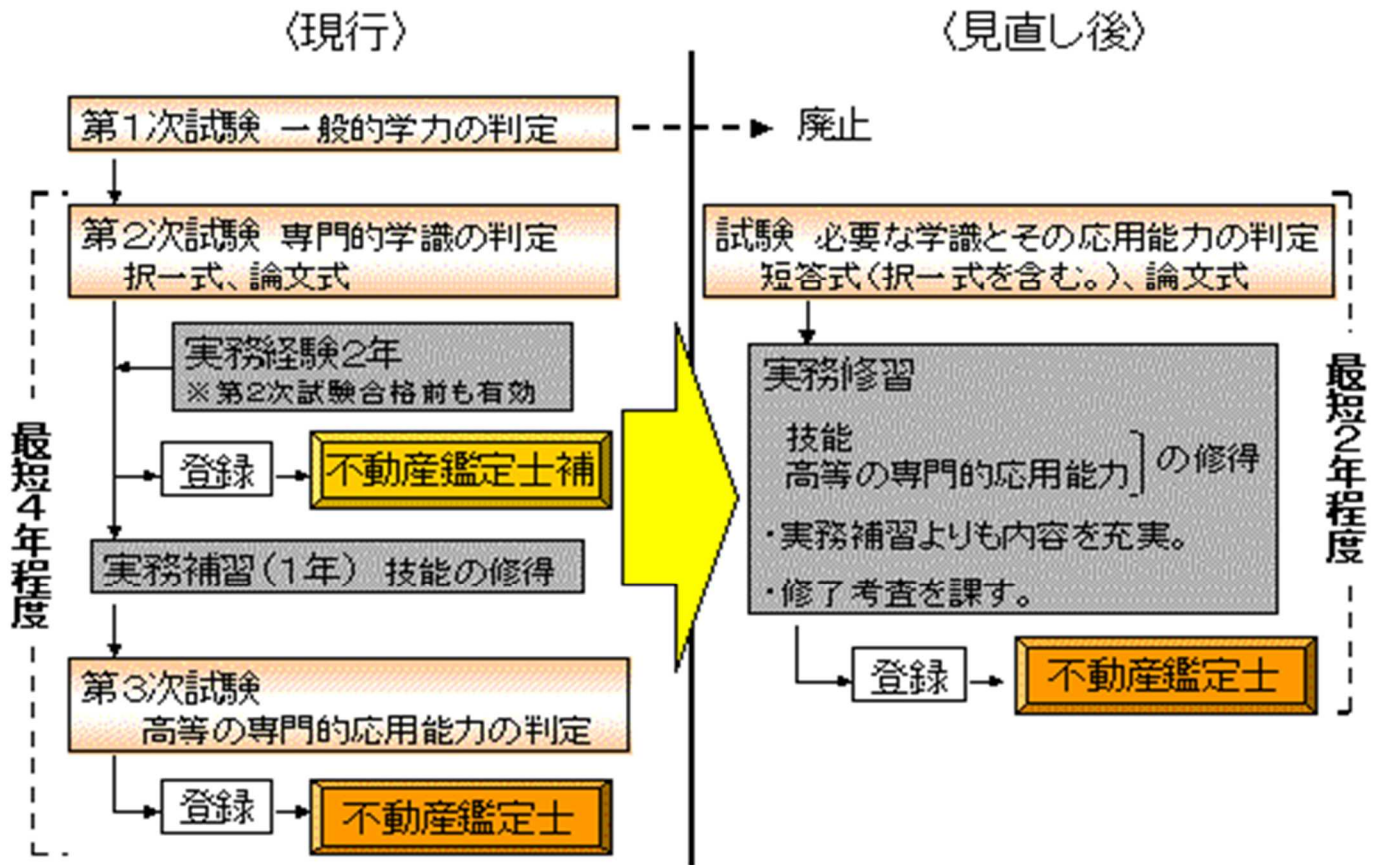 〈現行〉
第1次試験 一般的学力の判定
第2次試験 専門的学識の判定
択一式、論文式
実務経験2年
※第2次試験合格前も有効
登録
不動産鑑定士補
実務補習(1年) 技能の修得
第3次試験
高等の専門的応用能力の判定
登録
不動産鑑定士
最短4年程度
〈見直し後〉
廃止
試験 必要な学識とその応用能力の判定
短答式(択一式を含む。)、論文式
実務修習
技能
高等の専門的応用能力
の修得
・実務補習よりも内容を充実。
・修了考査を課す。
登録
不動産鑑定士
最短2年程度